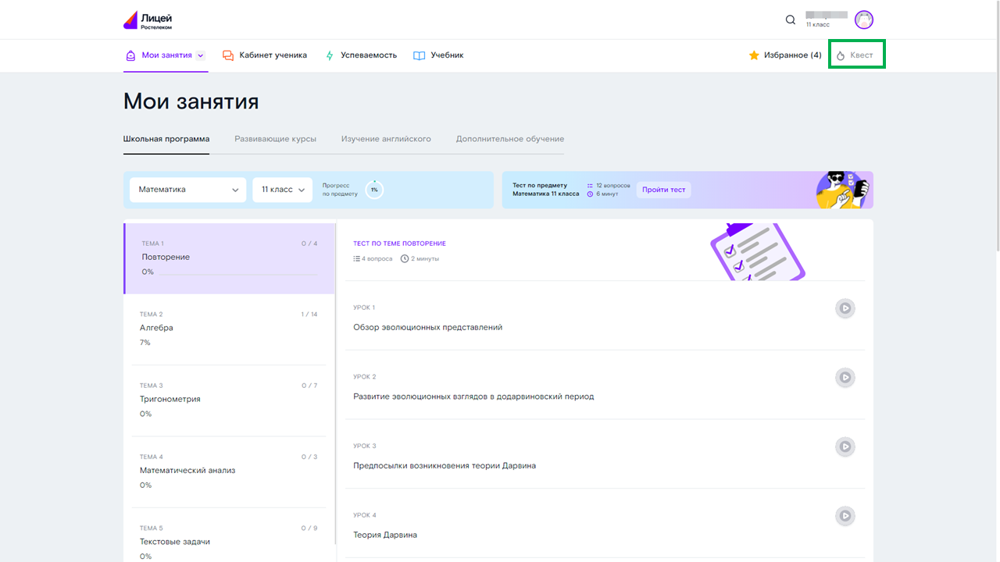 Лицей
Ростелеком
11 класс
Мои занятия
Кабинет ученика
Успеваемость
Учебник
Избранное (4)
Квест
Мои занятия
Школьная программа
Развивающие курсы
Изучение английского
Дополнительное обучение
Математика
11 класс
Прогресс
по предмету
1%
Тест по предмету
Математика 11 класса
12 вопросов
6 минут
Пройти тест
ТЕМА 1
0 / 4
Повторение
0%
ТЕМА 2
1 / 14
Алгебра
7%
ТЕМА 3
0 / 7
Тригонометрия
0%
ТЕМА 4
0 / 3
Математический анализ
0%
ТЕМА 5
0 / 9
Текстовые задачи
0%
ТЕСТ ПО ТЕМЕ ПОВТОРЕНИЕ
4 вопроса
2 минуты
УРОК 1
Обзор эволюционных представлений
УРОК 2
Развитие эволюционных взглядов в додарвиновский период
УРОК 3
Предпосылки возникновения теории Дарвина
УРОК 4
Теория Дарвина